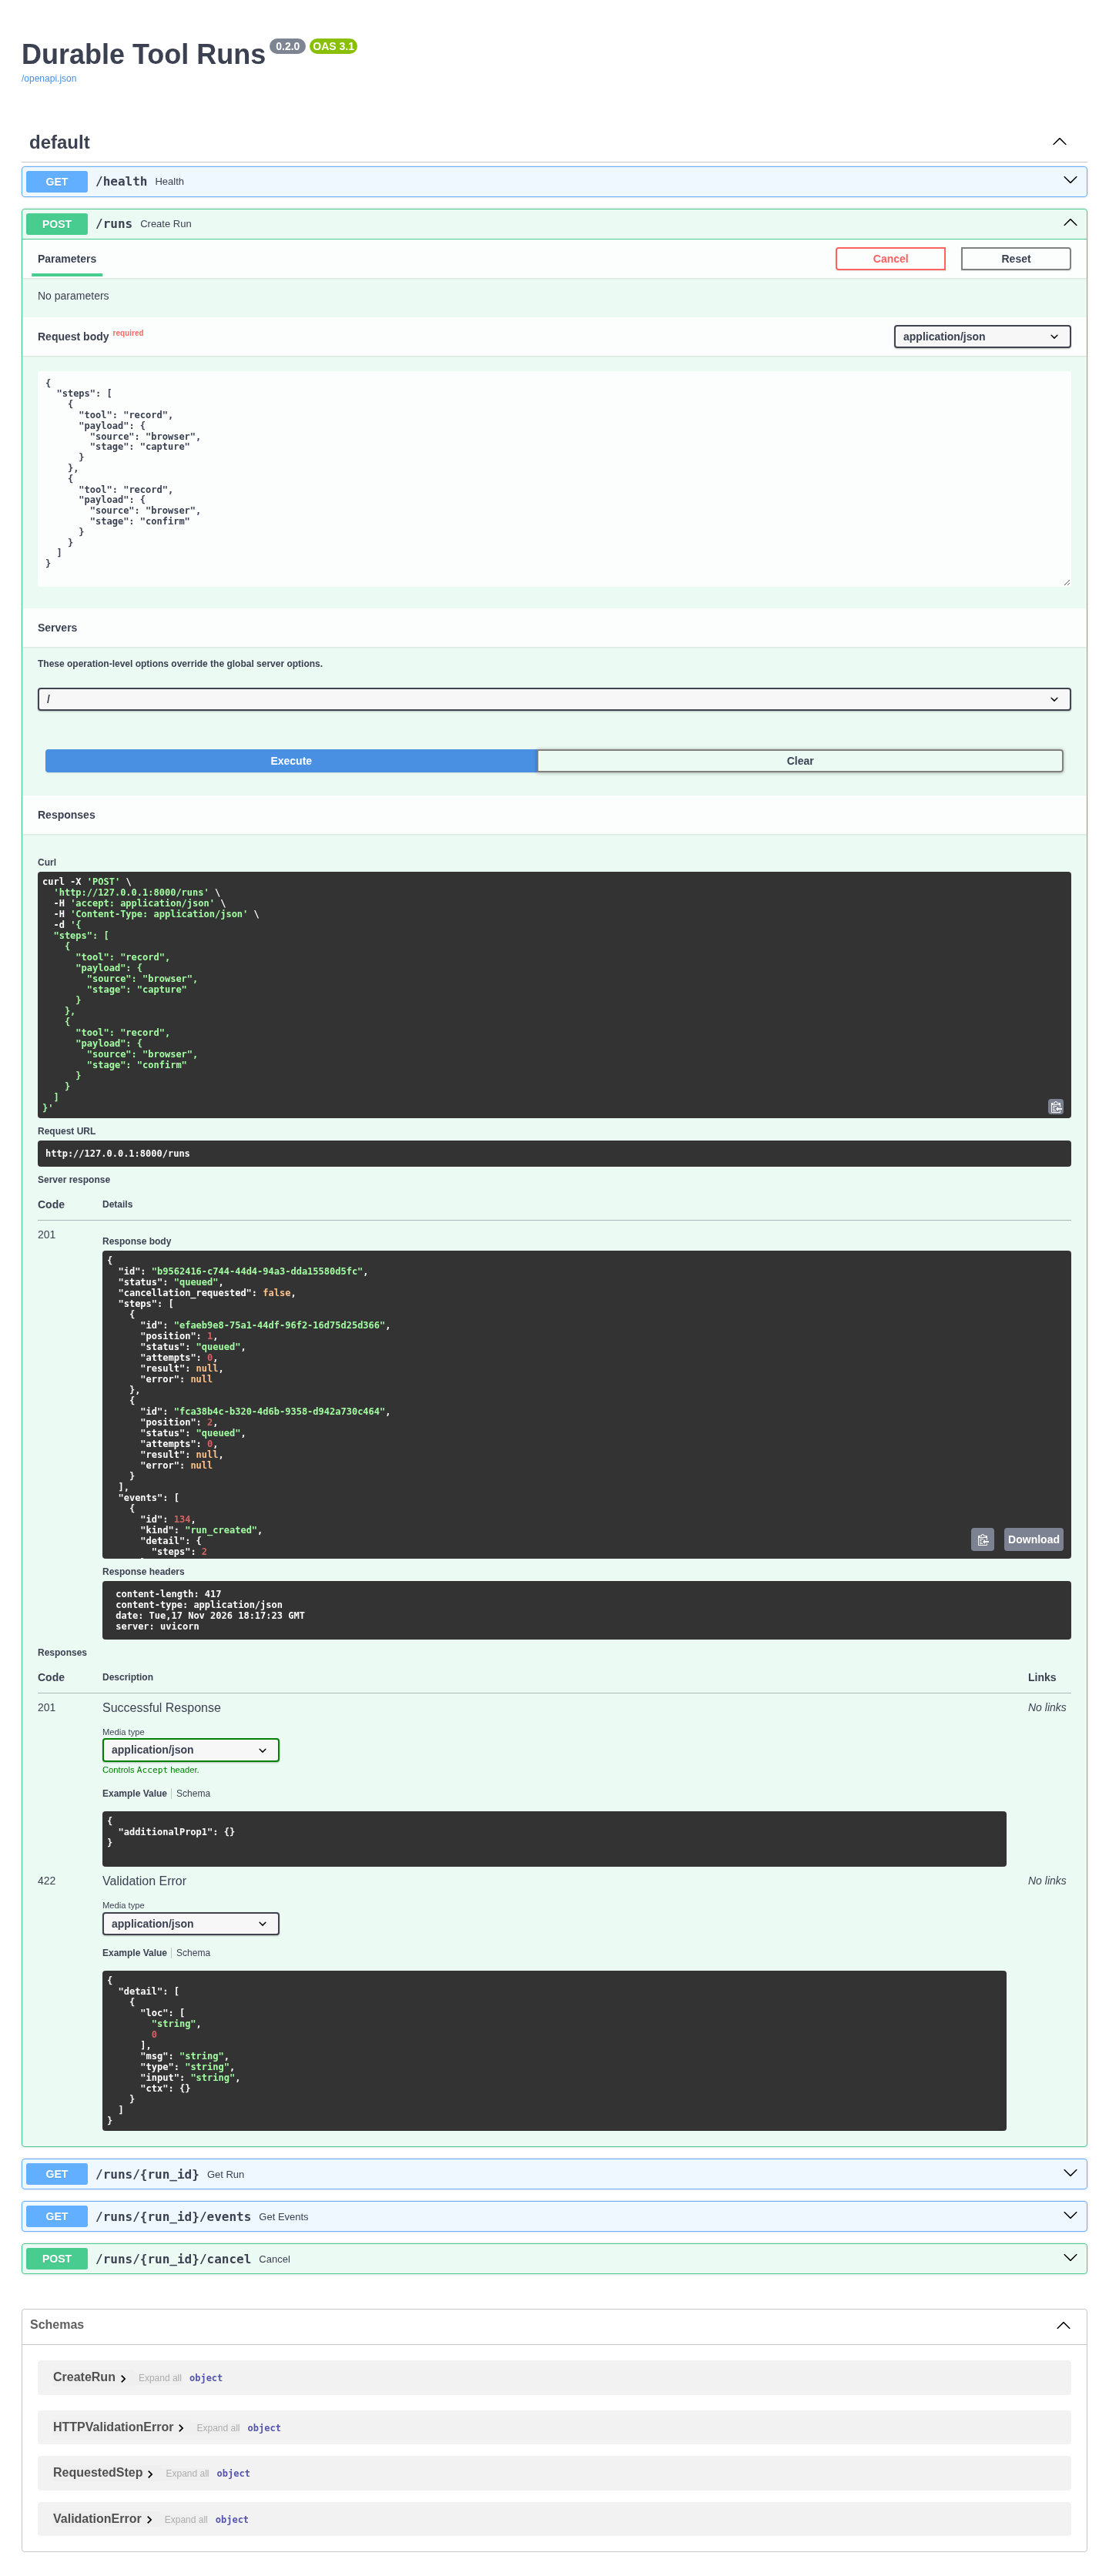 Durable Tool Runs 0.2.0 OAS 3.1
/openapi.json
default
GET /health Health
POST /runs Create Run
Parameters Cancel Reset
No parameters
Request body required application/json
{
  "steps": [
    {
      "tool": "record",
      "payload": {
        "source": "browser",
        "stage": "capture"
      }
    },
    {
      "tool": "record",
      "payload": {
        "source": "browser",
        "stage": "confirm"
      }
    }
  ]
}
Servers
These operation-level options override the global server options.
/
Execute Clear
Responses
Curl
curl -X 'POST' \
  'http://127.0.0.1:8000/runs' \
  -H 'accept: application/json' \
  -H 'Content-Type: application/json' \
  -d '{
  "steps": [
    {
      "tool": "record",
      "payload": {
        "source": "browser",
        "stage": "capture"
      }
    },
    {
      "tool": "record",
      "payload": {
        "source": "browser",
        "stage": "confirm"
      }
    }
  ]
}'
Request URL
http://127.0.0.1:8000/runs
Server response
Code Details
201
Response body
{
  "id": "b9562416-c744-44d4-94a3-dda15580d5fc",
  "status": "queued",
  "cancellation_requested": false,
  "steps": [
    {
      "id": "efaeb9e8-75a1-44df-96f2-16d75d25d366",
      "position": 1,
      "status": "queued",
      "attempts": 0,
      "result": null,
      "error": null
    },
    {
      "id": "fca38b4c-b320-4d6b-9358-d942a730c464",
      "position": 2,
      "status": "queued",
      "attempts": 0,
      "result": null,
      "error": null
    }
  ],
  "events": [
    {
      "id": 134,
      "kind": "run_created",
      "detail": {
        "steps": 2
Download
Response headers
content-length: 417
content-type: application/json
date: Tue,17 Nov 2026 18:17:23 GMT
server: uvicorn
Responses
Code Description Links
201 Successful Response No links
Media type
application/json
Controls Accept header.
Example Value Schema
{
  "additionalProp1": {}
}
422 Validation Error No links
Media type
application/json
Example Value Schema
{
  "detail": [
    {
      "loc": [
        "string",
        0
      ],
      "msg": "string",
      "type": "string",
      "input": "string",
      "ctx": {}
    }
  ]
}
GET /runs/{run_id} Get Run
GET /runs/{run_id}/events Get Events
POST /runs/{run_id}/cancel Cancel
Schemas
CreateRun Expand all object
HTTPValidationError Expand all object
RequestedStep Expand all object
ValidationError Expand all object